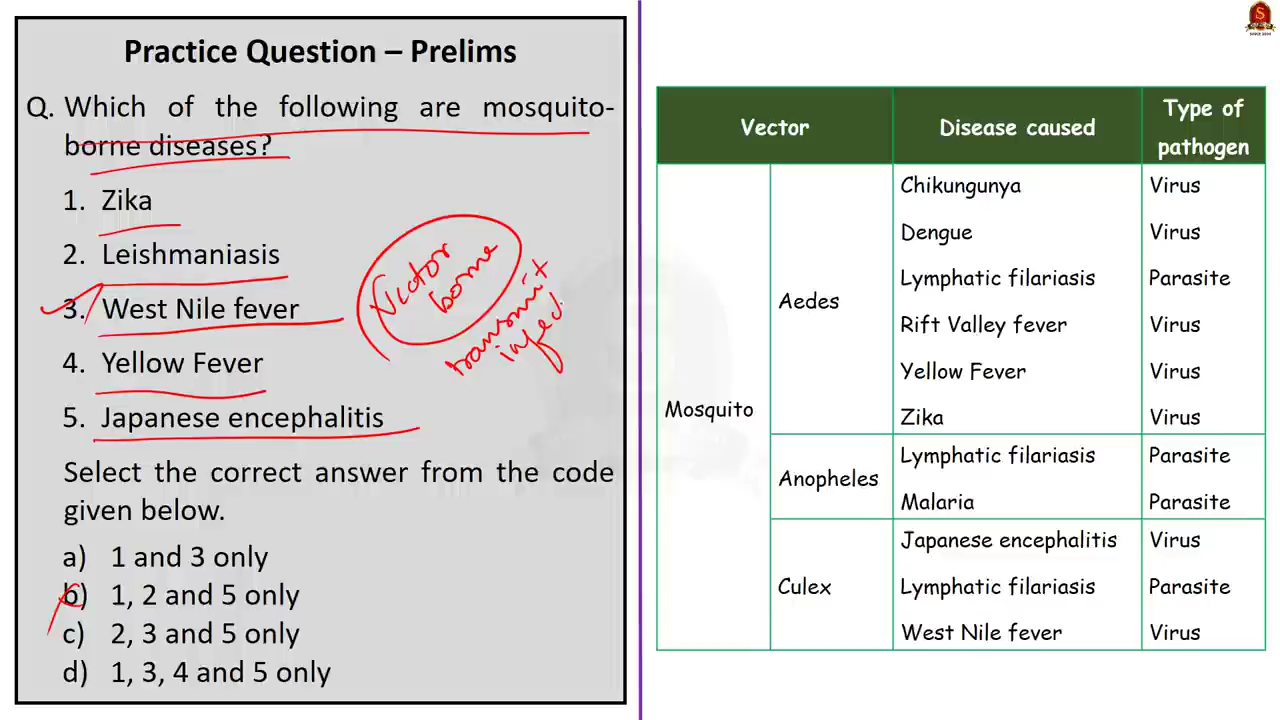 Practice Question – Prelims
Q. Which of the following are mosquito-
borne diseases?
1. Zika
2. Leishmaniasis
3. West Nile fever
4. Yellow Fever
5. Japanese encephalitis
Select the correct answer from the code
given below.
a) 1 and 3 only
b) 1, 2 and 5 only
c) 2, 3 and 5 only
d) 1, 3, 4 and 5 only
Vector
borne
transmit
infec
S
SINCE 2004
Vector Disease caused Type of
pathogen
Mosquito
Aedes
Chikungunya Virus
Dengue Virus
Lymphatic filariasis Parasite
Rift Valley fever Virus
Yellow Fever Virus
Zika Virus
Anopheles
Lymphatic filariasis Parasite
Malaria Parasite
Culex
Japanese encephalitis Virus
Lymphatic filariasis Parasite
West Nile fever Virus